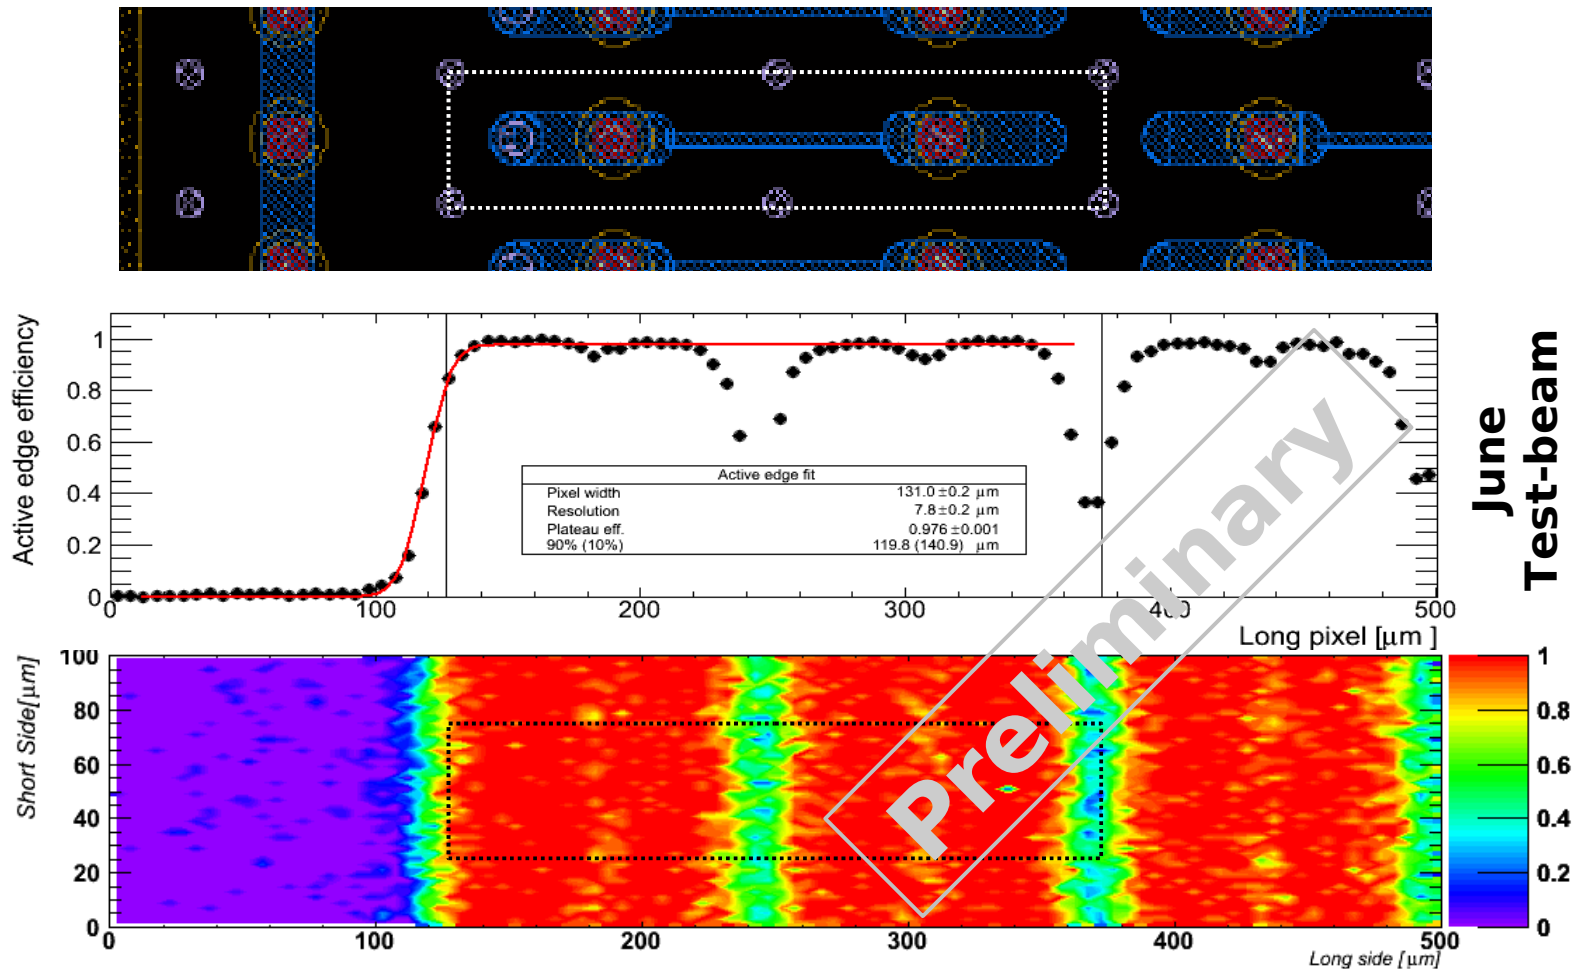 Active edge efficiency
1
0.8
0.6
0.4
0.2
0
Active edge fit
Pixel width 131.0±0.2 μm
Resolution 7.8±0.2 μm
Plateau eff. 0.976±0.001
90% (10%) 119.8 (140.9) μm
0 100 200 300 400 500
Long pixel [μm ]
June
Test-beam
Preliminary
Short Side[μm]
100
80
60
40
20
0
0 100 200 300 400 500
Long side [μm]
1
0.8
0.6
0.4
0.2
0